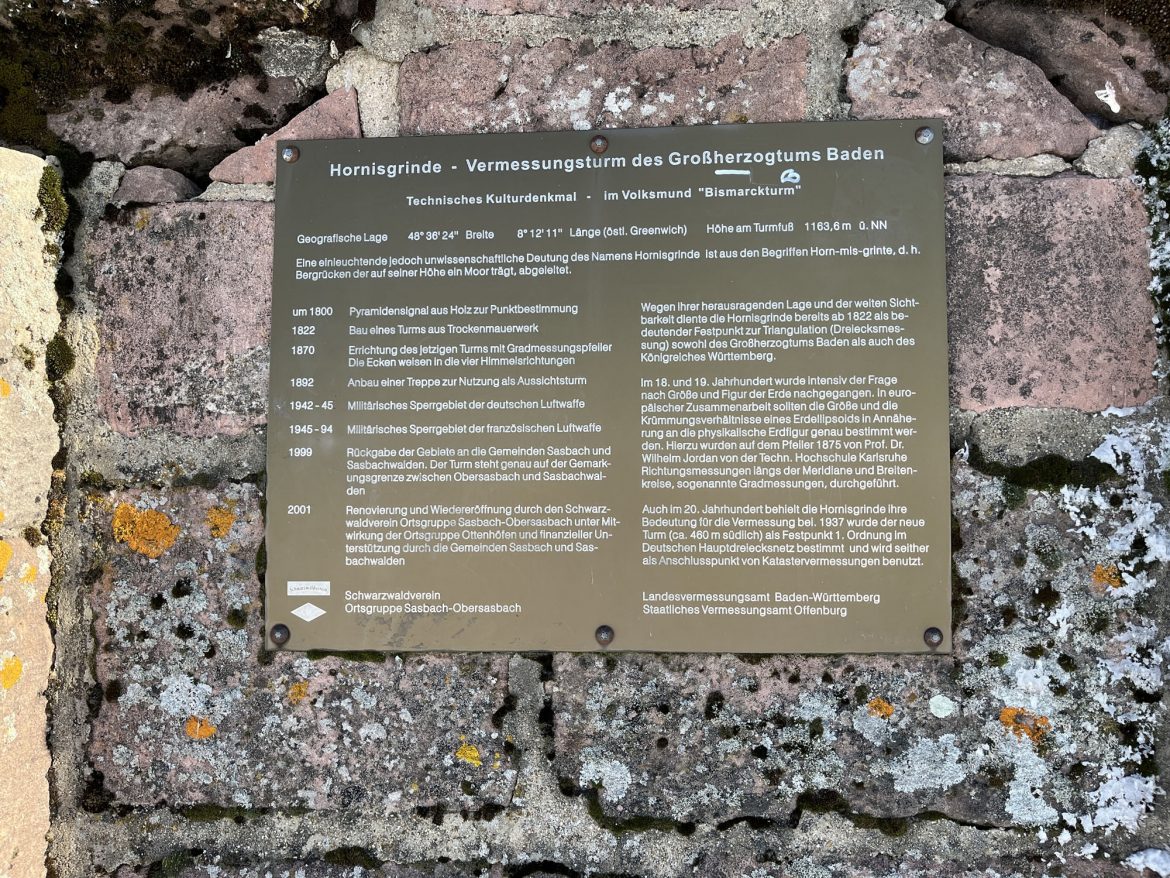 Hornisgrinde - Vermessungsturm des Großherzogtums Baden
Technisches Kulturdenkmal - im Volksmund "Bismarckturm"
Geografische Lage 48° 36' 24" Breite 8° 12' 11" Länge (östl. Greenwich) Höhe am Turmfuß 1163,6 m ü. NN
Eine einleuchtende jedoch unwissenschaftliche Deutung des Namens Hornisgrinde ist aus den Begriffen Horn-mis-grinte, d. h.
Bergrücken der auf seiner Höhe ein Moor trägt, abgeleitet.
um 1800 Pyramidensignal aus Holz zur Punktbestimmung
1822 Bau eines Turms aus Trockenmauerwerk
1870 Errichtung des jetzigen Turms mit Gradmessungspfeiler
Die Ecken weisen in die vier Himmelsrichtungen
1892 Anbau einer Treppe zur Nutzung als Aussichtsturm
1942 - 45 Militärisches Sperrgebiet der deutschen Luftwaffe
1945 - 94 Militärisches Sperrgebiet der französischen Luftwaffe
1999 Rückgabe der Gebiete an die Gemeinden Sasbach und
Sasbachwalden. Der Turm steht genau auf der Gemark-
ungsgrenze zwischen Obersasbach und Sasbachwal-
den
2001 Renovierung und Wiedereröffnung durch den Schwarz-
waldverein Ortsgruppe Sasbach-Obersasbach unter Mit-
wirkung der Ortsgruppe Ottenhöfen und finanzieller Un-
terstützung durch die Gemeinden Sasbach und Sas-
bachwalden
Schwarzwaldverein
Ortsgruppe Sasbach-Obersasbach
Wegen ihrer herausragenden Lage und der weiten Sicht-
barkeit diente die Hornisgrinde bereits ab 1822 als be-
deutender Festpunkt zur Triangulation (Dreiecksmes-
sung) sowohl des Großherzogtums Baden als auch des
Königreiches Württemberg.
Im 18. und 19. Jahrhundert wurde intensiv der Frage
nach Größe und Figur der Erde nachgegangen. In euro-
päischer Zusammenarbeit sollten die Größe und die
Krümmungsverhältnisse eines Erdellipsoids in Annähe-
rung an die physikalische Erdfigur genau bestimmt wer-
den. Hierzu wurden auf dem Pfeiler 1875 von Prof. Dr.
Wilhelm Jordan von der Techn. Hochschule Karlsruhe
Richtungsmessungen längs der Meridiane und Breiten-
kreise, sogenannte Gradmessungen, durchgeführt.
Auch im 20. Jahrhundert behielt die Hornisgrinde ihre
Bedeutung für die Vermessung bei. 1937 wurde der neue
Turm (ca. 460 m südlich) als Festpunkt 1. Ordnung im
Deutschen Hauptdreiecksnetz bestimmt und wird seither
als Anschlusspunkt von Katastervermessungen benutzt.
Landesvermessungsamt Baden-Württemberg
Staatliches Vermessungsamt Offenburg